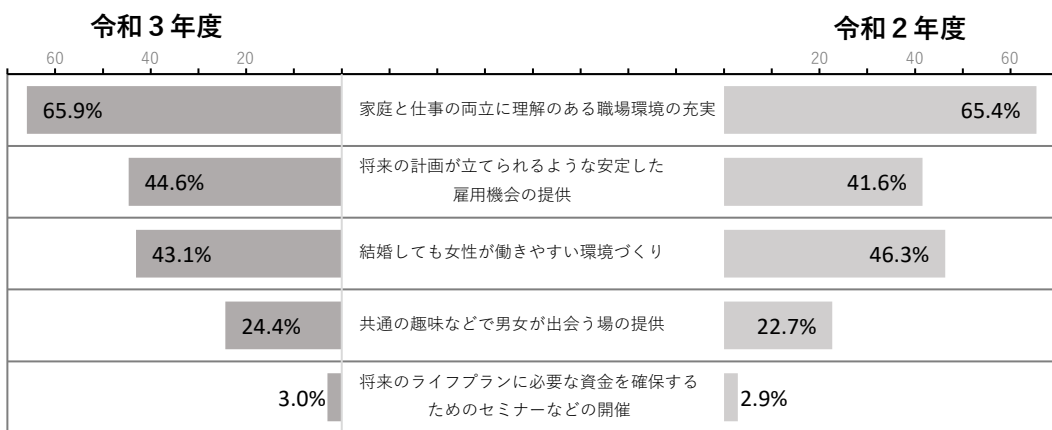 令和３年度
令和２年度
60 40 20
20 40 60
65.9%
家庭と仕事の両立に理解のある職場環境の充実
65.4%
44.6%
将来の計画が立てられるような安定した
雇用機会の提供
41.6%
43.1%
結婚しても女性が働きやすい環境づくり
46.3%
24.4%
共通の趣味などで男女が出会う場の提供
22.7%
3.0%
将来のライフプランに必要な資金を確保する
ためのセミナーなどの開催
2.9%